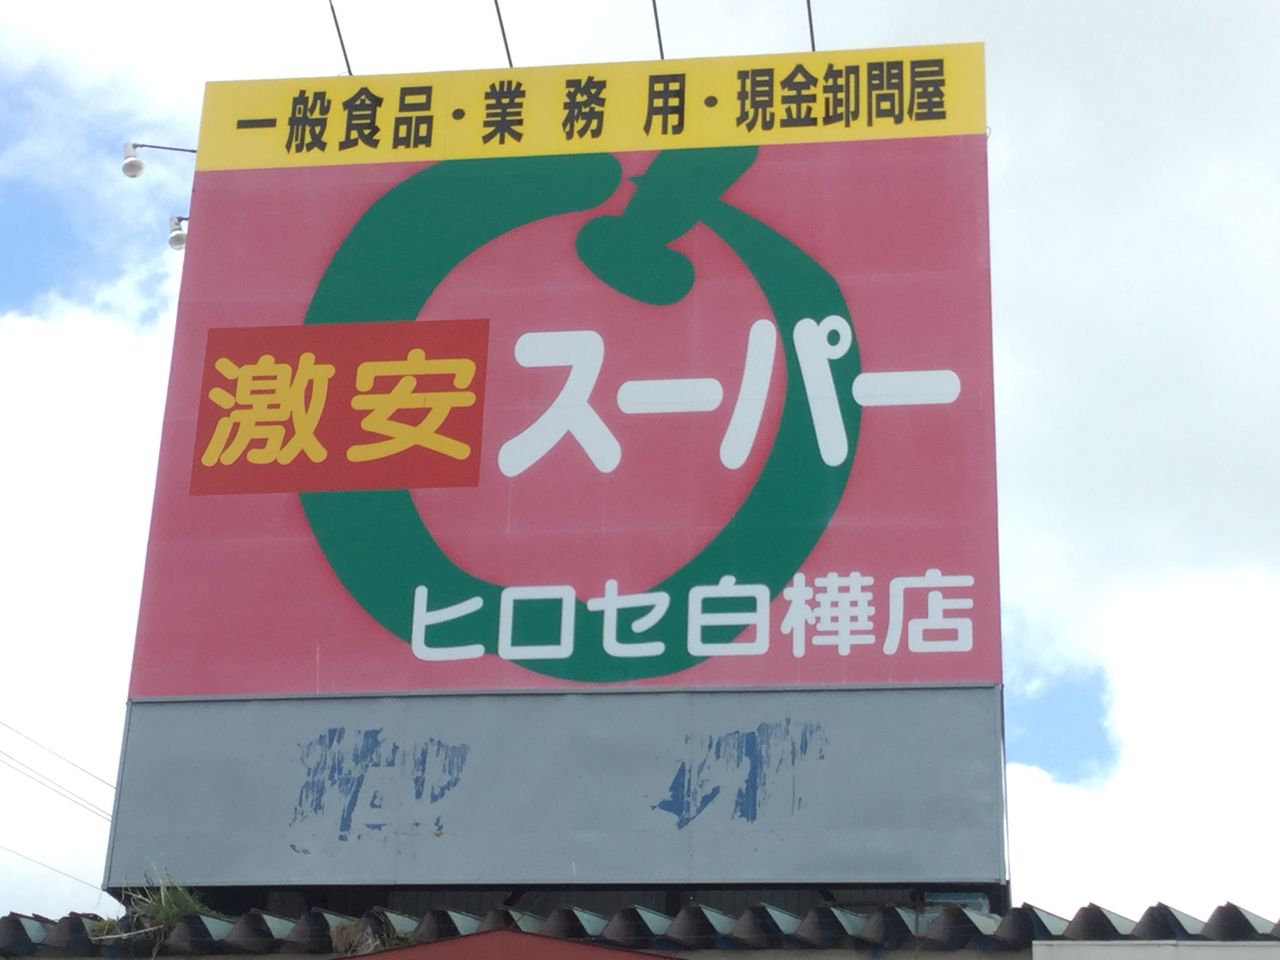 一般食品・業務用・現金卸問屋
激安スーパー
ヒロセ白樺店